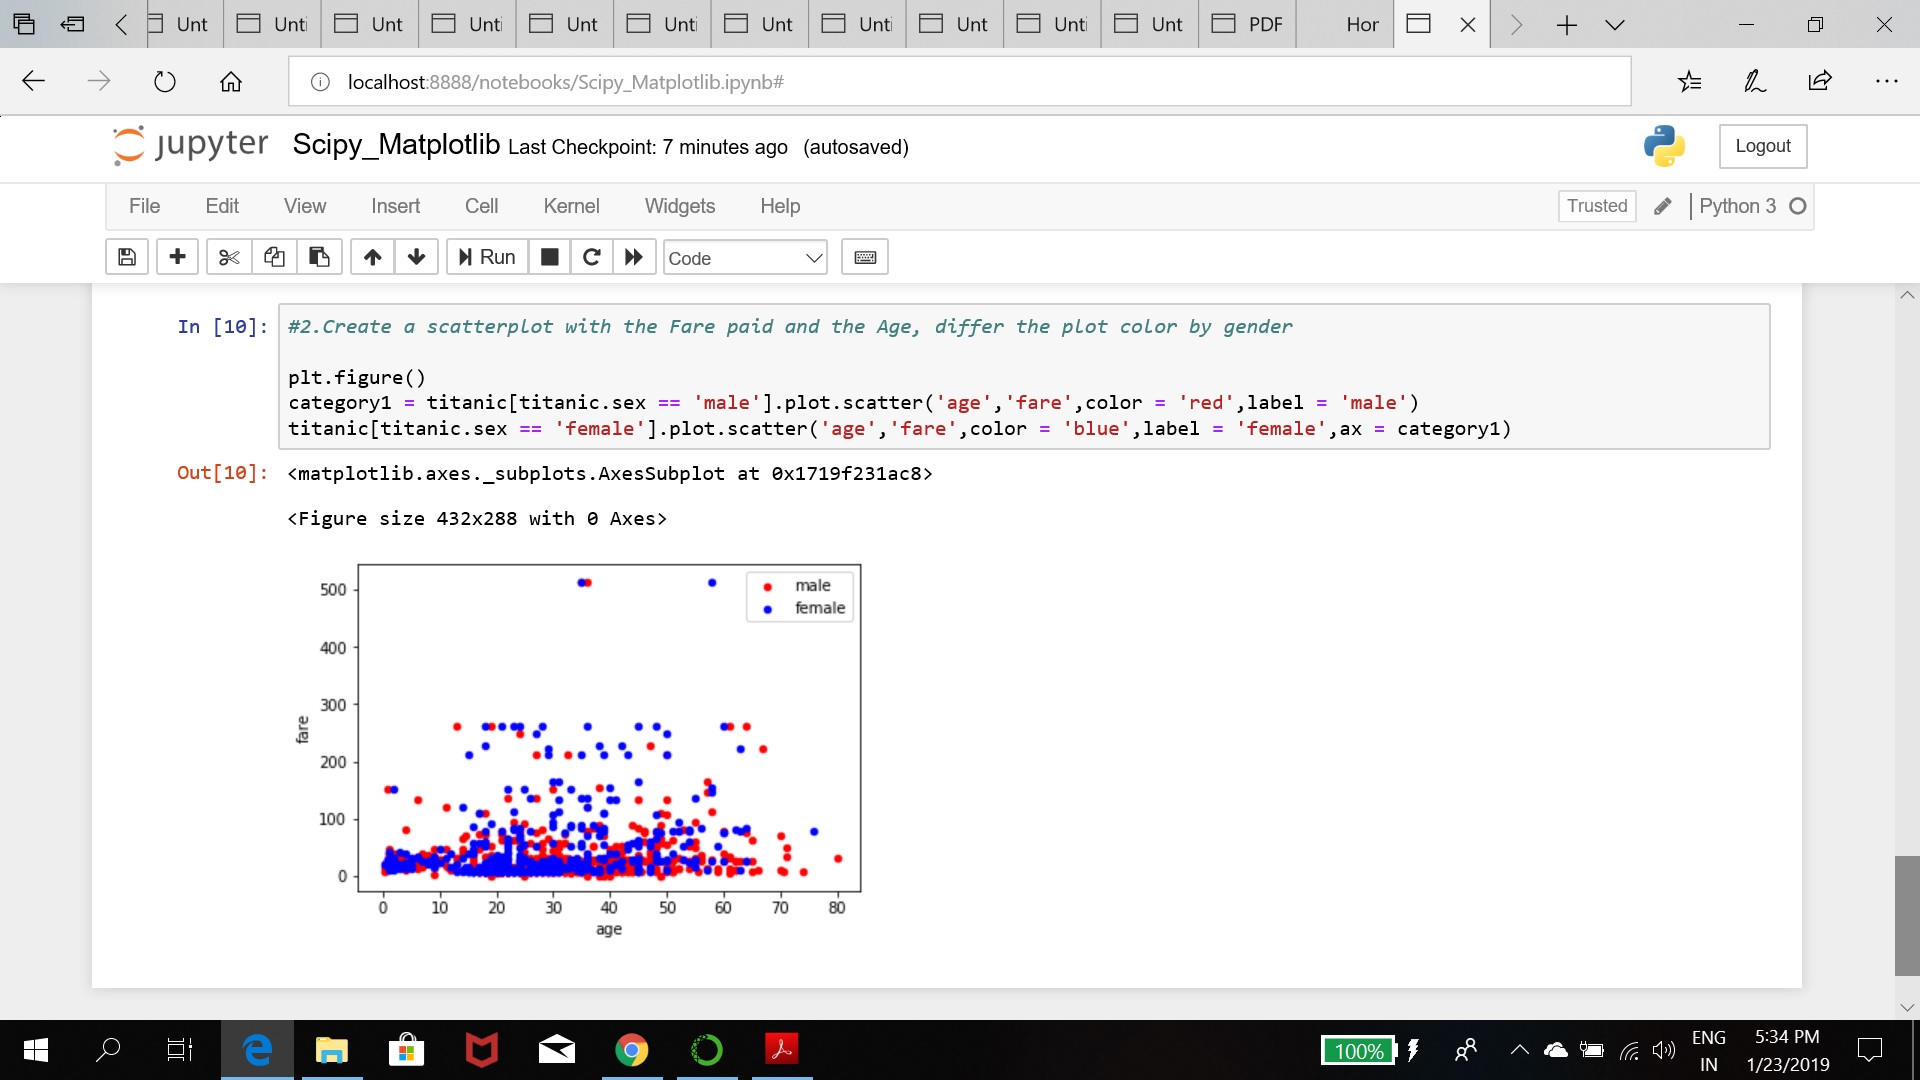 Unt Unti Unt Unti Unt Unti Unt Unti Unt Unti Unt PDF Hor
localhost:8888/notebooks/Scipy_Matplotlib.ipynb#
jupyter Scipy_Matplotlib Last Checkpoint: 7 minutes ago (autosaved) Logout
File Edit View Insert Cell Kernel Widgets Help Trusted Python 3
Run Code
In [10]: #2.Create a scatterplot with the Fare paid and the Age, differ the plot color by gender
plt.figure()
category1 = titanic[titanic.sex == 'male'].plot.scatter('age','fare',color = 'red',label = 'male')
titanic[titanic.sex == 'female'].plot.scatter('age','fare',color = 'blue',label = 'female',ax = category1)
Out[10]: <matplotlib.axes._subplots.AxesSubplot at 0x1719f231ac8>
<Figure size 432x288 with 0 Axes>
male
female
500
400
300
200
100
0
fare
0 10 20 30 40 50 60 70 80
age
100%
ENG
IN
5:34 PM
1/23/2019